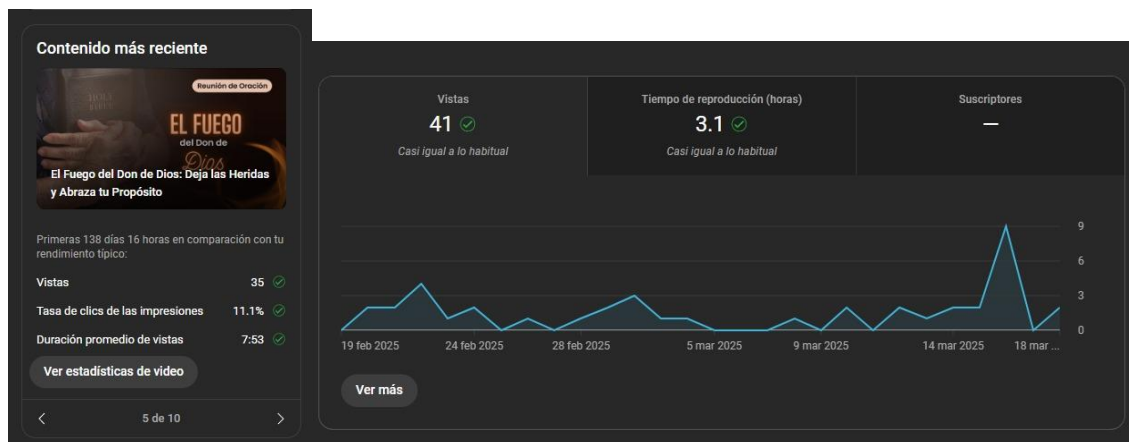 Contenido más reciente
HOLY
BIBLE
Reunión de Oración
EL FUEGO
del Don de
Dios
El Fuego del Don de Dios: Deja las Heridas
y Abraza tu Propósito
Primeras 138 días 16 horas en comparación con tu
rendimiento típico:
Vistas 35
Tasa de clics de las impresiones 11.1%
Duración promedio de vistas 7:53
Ver estadísticas de video
5 de 10
Vistas
41
Casi igual a lo habitual
Tiempo de reproducción (horas)
3.1
Casi igual a lo habitual
Suscriptores
—
9
6
3
0
19 feb 2025 24 feb 2025 28 feb 2025 5 mar 2025 9 mar 2025 14 mar 2025 18 mar ...
Ver más